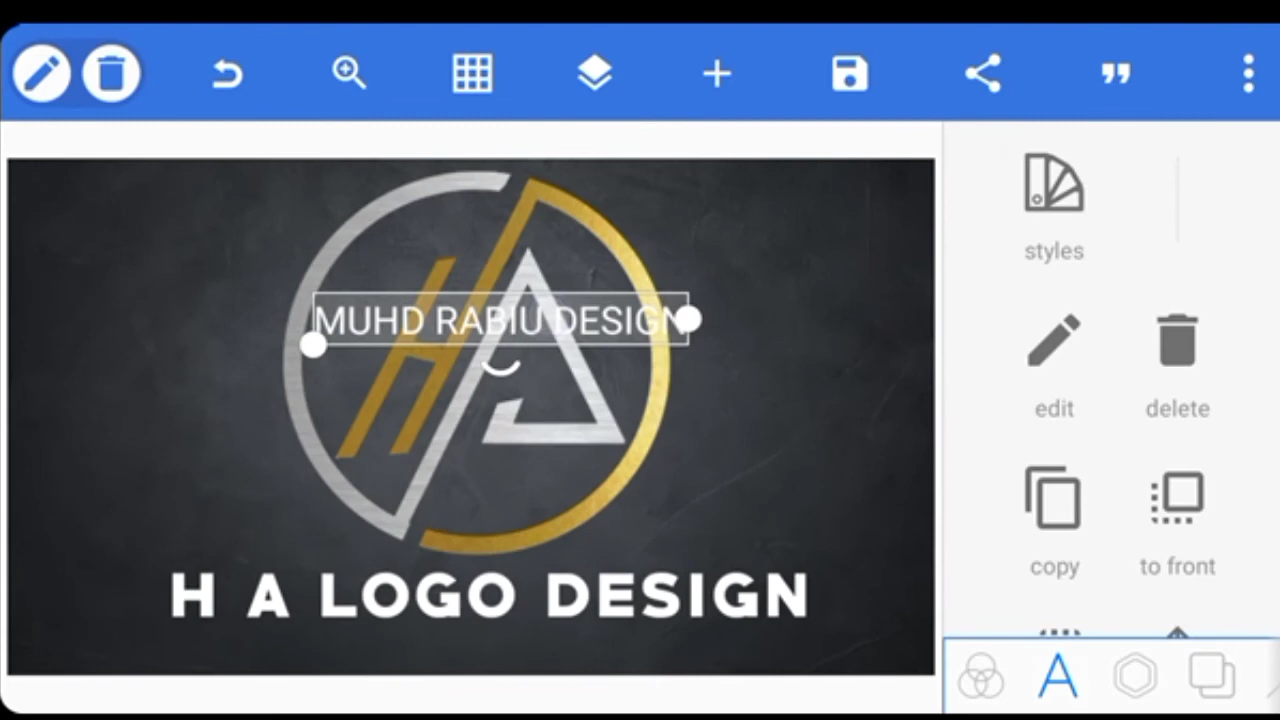 styles
MUHD RABIU DESIGN
edit
delete
copy
to front
H A LOGO DESIGN